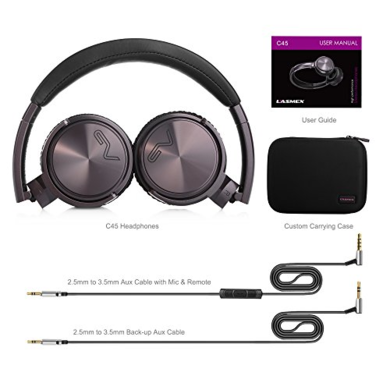 C45
USER MANUAL
LASMEX
User Guide
C45 Headphones
Custom Carrying Case
2.5mm to 3.5mm Aux Cable with Mic & Remote
2.5mm to 3.5mm Back-up Aux Cable